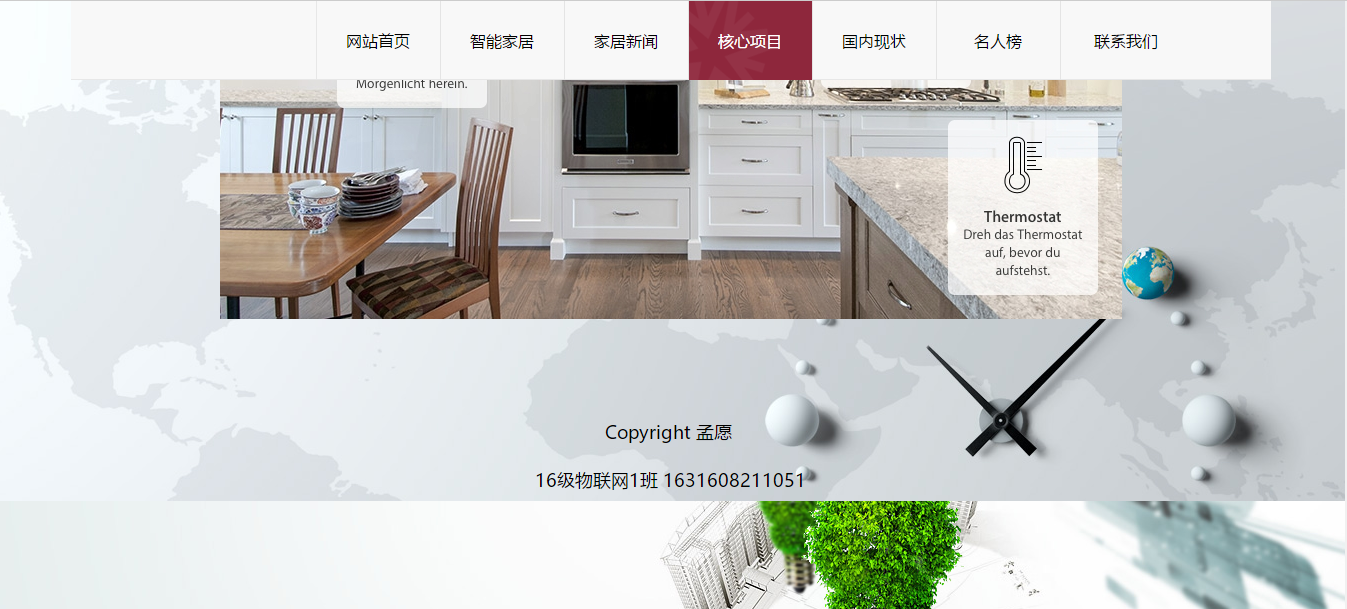 网站首页
智能家居
家居新闻
核心项目
国内现状
名人榜
联系我们
Morgenlicht herein.
Thermostat
Dreh das Thermostat
auf, bevor du
aufstehst.
Copyright 孟愿
16级物联网1班 1631608211051